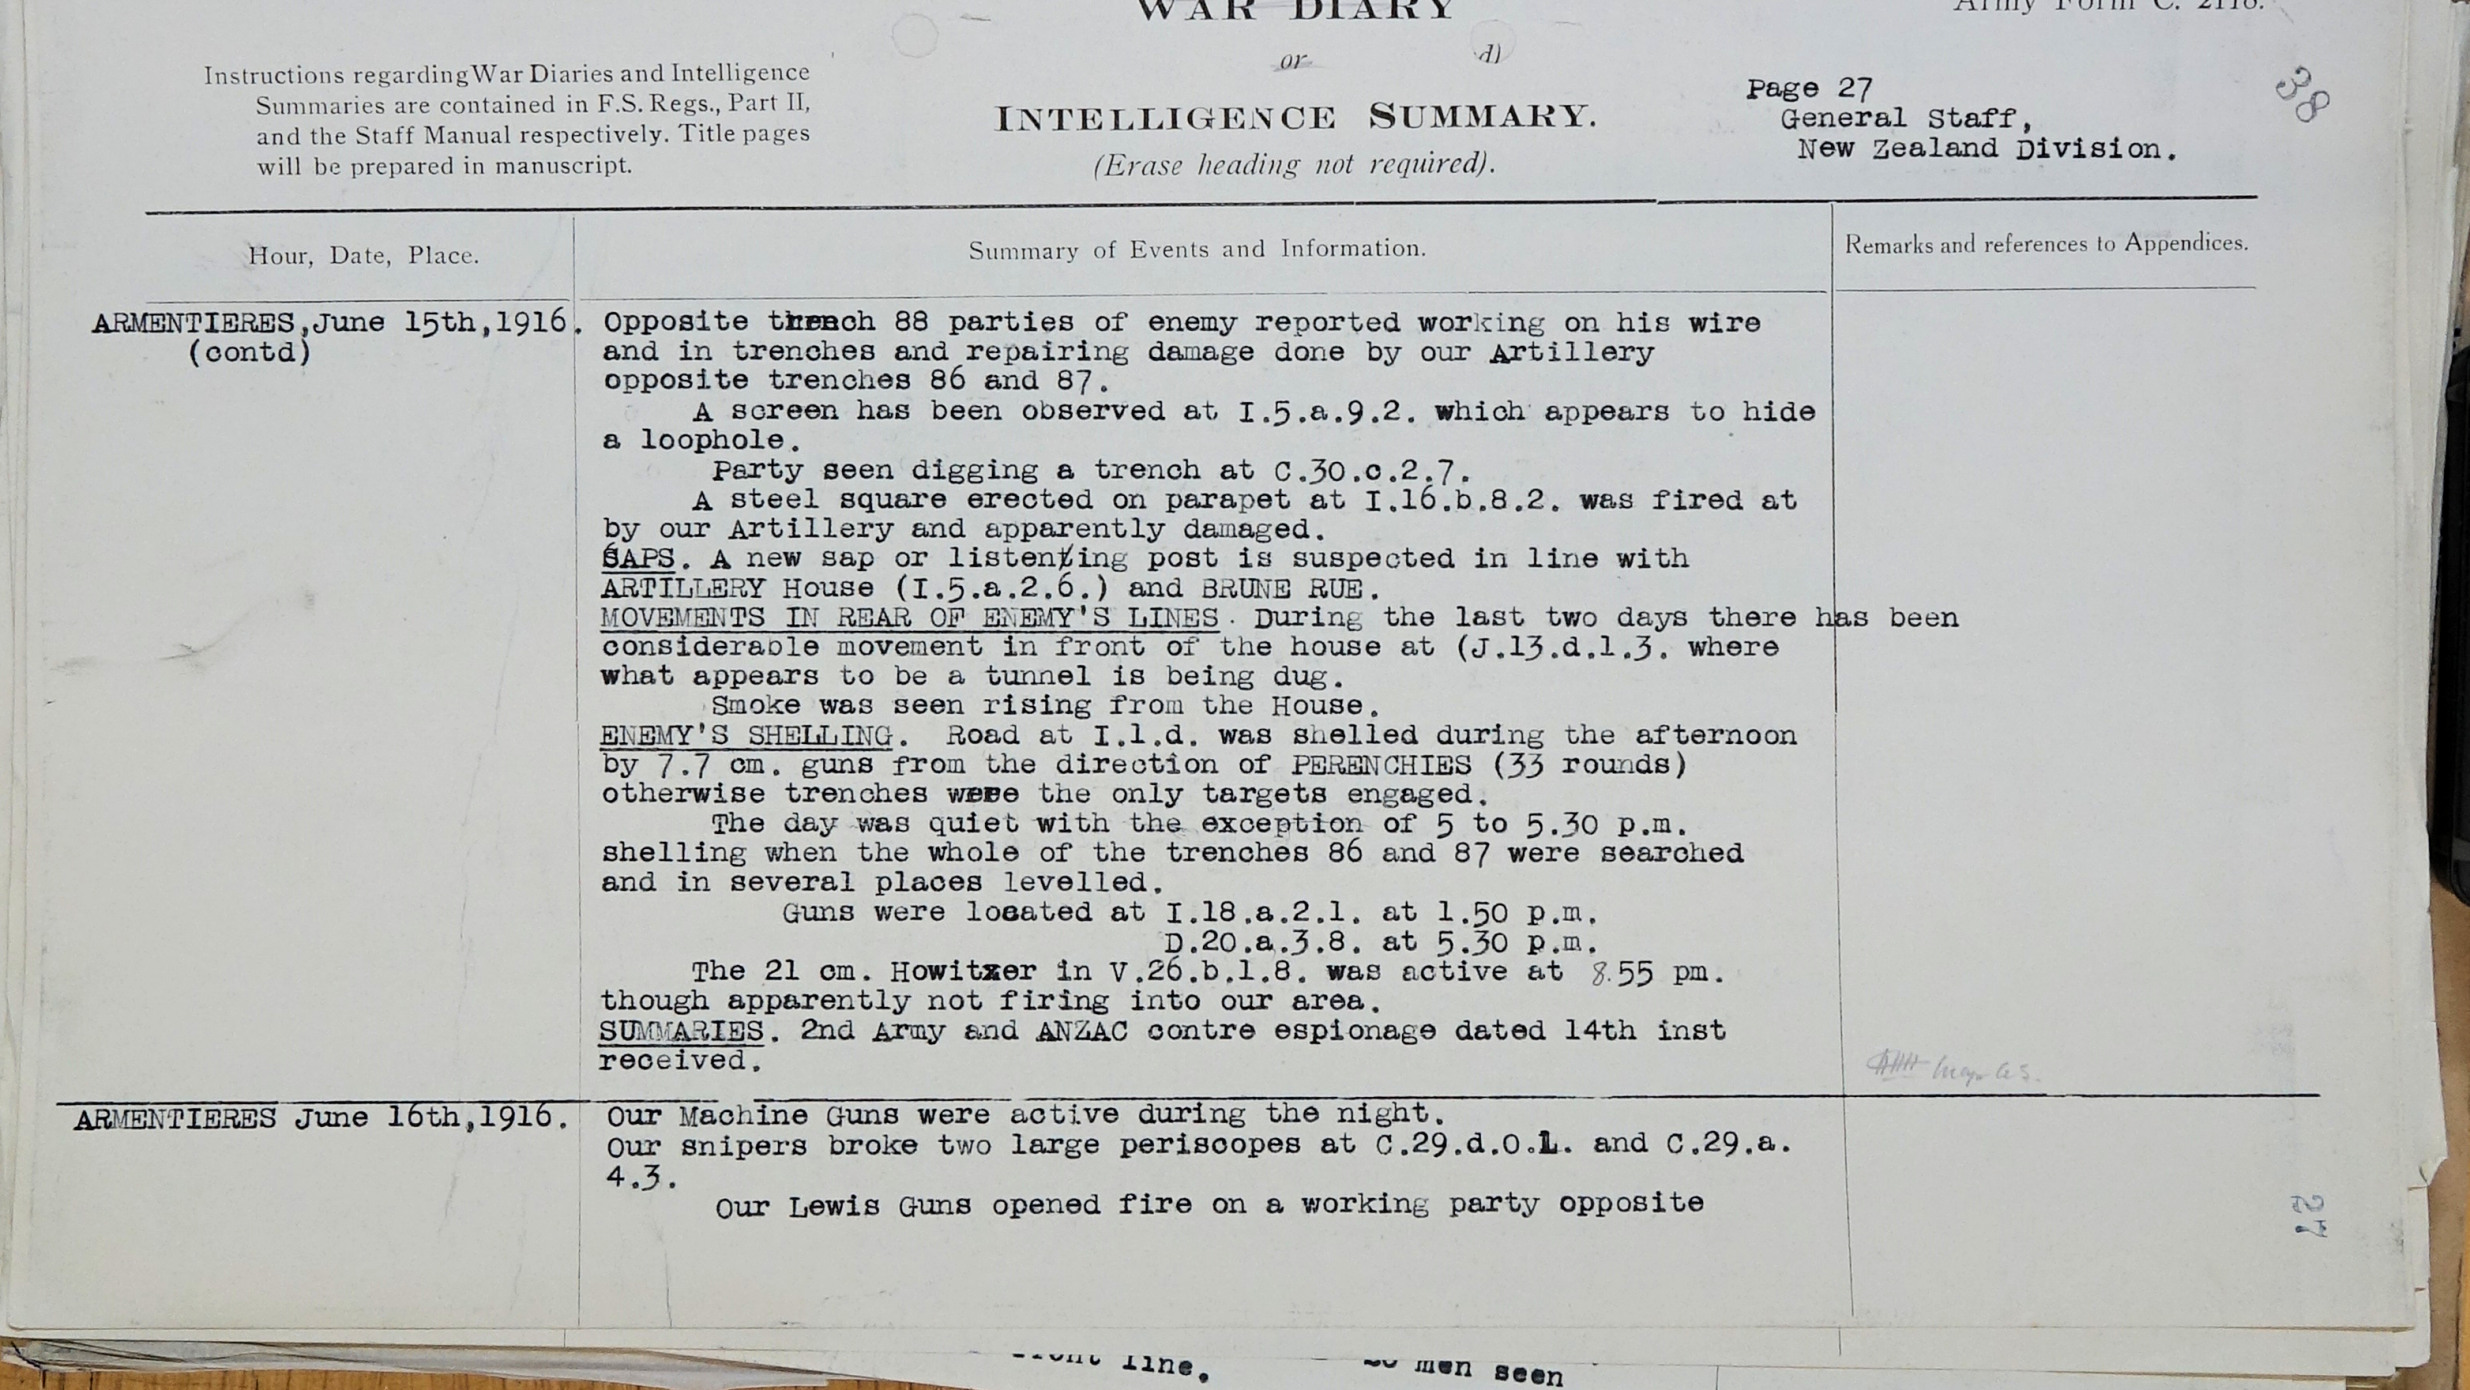 WAR DIARY
Army Form C. 2118.
or
d)
Instructions regarding War Diaries and Intelligence
Summaries are contained in F.S. Regs., Part II,
and the Staff Manual respectively. Title pages
will be prepared in manuscript.
INTELLIGENCE SUMMARY.
(Erase heading not required).
Page 27
General Staff,
New Zealand Division.
38
Hour, Date, Place.
Summary of Events and Information.
Remarks and references to Appendices.
ARMENTIERES,June 15th,1916.
(contd)
Opposite trench 88 parties of enemy reported working on his wire
and in trenches and repairing damage done by our Artillery
opposite trenches 86 and 87.
A screen has been observed at I.5.a.9.2. which appears to hide
a loophole.
Party seen digging a trench at C.30.c.2.7.
A steel square erected on parapet at I.16.b.8.2. was fired at
by our Artillery and apparently damaged.
SAPS. A new sap or listening post is suspected in line with
ARTILLERY House (I.5.a.2.6.) and BRUNE RUE.
MOVEMENTS IN REAR OF ENEMY'S LINES. During the last two days there has been
considerable movement in front of the house at (J.13.d.1.3. where
what appears to be a tunnel is being dug.
Smoke was seen rising from the House.
ENEMY'S SHELLING. Road at I.1.d. was shelled during the afternoon
by 7.7 cm. guns from the direction of PERENCHIES (33 rounds)
otherwise trenches were the only targets engaged.
The day was quiet with the exception of 5 to 5.30 p.m.
shelling when the whole of the trenches 86 and 87 were searched
and in several places levelled.
Guns were located at I.18.a.2.1. at 1.50 p.m.
D.20.a.3.8. at 5.30 p.m.
The 21 cm. Howitzer in V.26.b.1.8. was active at 8.55 pm.
though apparently not firing into our area.
SUMMARIES. 2nd Army and ANZAC contre espionage dated 14th inst
received.
ARMENTIERES June 16th,1916.
Our Machine Guns were active during the night.
Our snipers broke two large periscopes at C.29.d.0.1. and C.29.a.
4.3.
Our Lewis Guns opened fire on a working party opposite
27
front line.
men seen